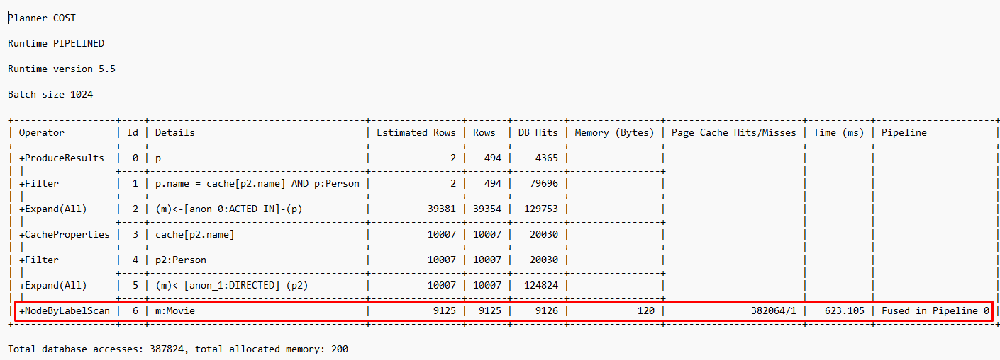 Planner COST
Runtime PIPELINED
Runtime version 5.5
Batch size 1024
+------------------+----+--------------------------------------+----------------+-------+---------+----------------+------------------------+-----------+---------------------+
| Operator         | Id | Details                              | Estimated Rows | Rows  | DB Hits | Memory (Bytes) | Page Cache Hits/Misses | Time (ms) | Pipeline            |
+------------------+----+--------------------------------------+----------------+-------+---------+----------------+------------------------+-----------+---------------------+
| +ProduceResults  |  0 | p                                    |              2 |   494 |    4365 |                |                        |           |                     |
| |                +----+--------------------------------------+----------------+-------+---------+----------------+                        |           |                     |
| +Filter          |  1 | p.name = cache[p2.name] AND p:Person |              2 |   494 |   79696 |                |                        |           |                     |
| |                +----+--------------------------------------+----------------+-------+---------+----------------+                        |           |                     |
| +Expand(All)     |  2 | (m)<-[anon_0:ACTED_IN]-(p)           |          39381 | 39354 |  129753 |                |                        |           |                     |
| |                +----+--------------------------------------+----------------+-------+---------+----------------+                        |           |                     |
| +CacheProperties |  3 | cache[p2.name]                       |          10007 | 10007 |   20030 |                |                        |           |                     |
| |                +----+--------------------------------------+----------------+-------+---------+----------------+                        |           |                     |
| +Filter          |  4 | p2:Person                            |          10007 | 10007 |   20030 |                |                        |           |                     |
| |                +----+--------------------------------------+----------------+-------+---------+----------------+                        |           |                     |
| +Expand(All)     |  5 | (m)<-[anon_1:DIRECTED]-(p2)          |          10007 | 10007 |  124824 |                |                        |           |                     |
| |                +----+--------------------------------------+----------------+-------+---------+----------------+                        |           |                     |
| +NodeByLabelScan |  6 | m:Movie                              |           9125 |  9125 |    9126 |            120 |               382064/1 |   623.105 | Fused in Pipeline 0 |
+------------------+----+--------------------------------------+----------------+-------+---------+----------------+------------------------+-----------+---------------------+
Total database accesses: 387824, total allocated memory: 200